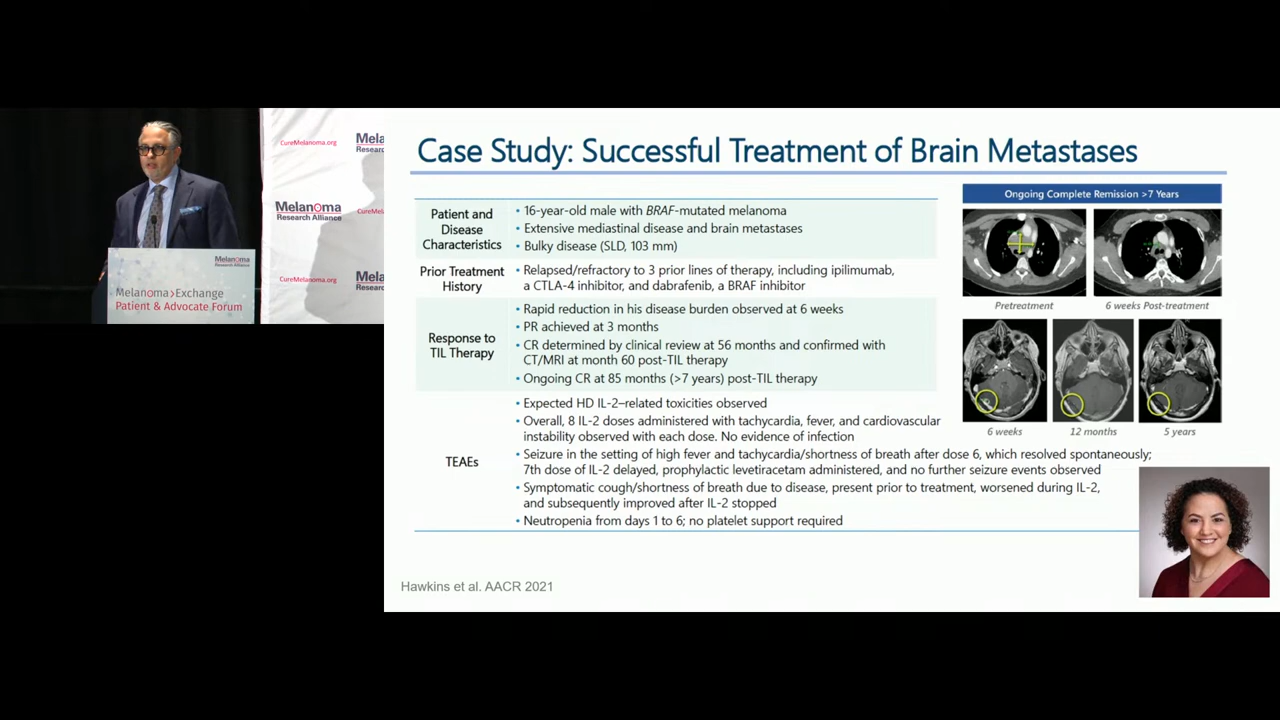 CureMelanoma.org
Mela
Resear
Melanoma
Research Alliance
CureMela
CureMelanoma.org
Mela
Resear
Melanoma
Research Alliance
Melanoma>Exchange
Patient & Advocate Forum
Case Study: Successful Treatment of Brain Metastases
Patient and
Disease
Characteristics
• 16-year-old male with BRAF-mutated melanoma
• Extensive mediastinal disease and brain metastases
• Bulky disease (SLD, 103 mm)
Prior Treatment
History
• Relapsed/refractory to 3 prior lines of therapy, including ipilimumab,
a CTLA-4 inhibitor, and dabrafenib, a BRAF inhibitor
Response to
TIL Therapy
• Rapid reduction in his disease burden observed at 6 weeks
• PR achieved at 3 months
• CR determined by clinical review at 56 months and confirmed with
CT/MRI at month 60 post-TIL therapy
• Ongoing CR at 85 months (>7 years) post-TIL therapy
TEAEs
• Expected HD IL-2–related toxicities observed
• Overall, 8 IL-2 doses administered with tachycardia, fever, and cardiovascular
instability observed with each dose. No evidence of infection
• Seizure in the setting of high fever and tachycardia/shortness of breath after dose 6, which resolved spontaneously;
7th dose of IL-2 delayed, prophylactic levetiracetam administered, and no further seizure events observed
• Symptomatic cough/shortness of breath due to disease, present prior to treatment, worsened during IL-2,
and subsequently improved after IL-2 stopped
• Neutropenia from days 1 to 6; no platelet support required
Ongoing Complete Remission >7 Years
Pretreatment
6 weeks Post-treatment
6 weeks
12 months
5 years
Hawkins et al. AACR 2021